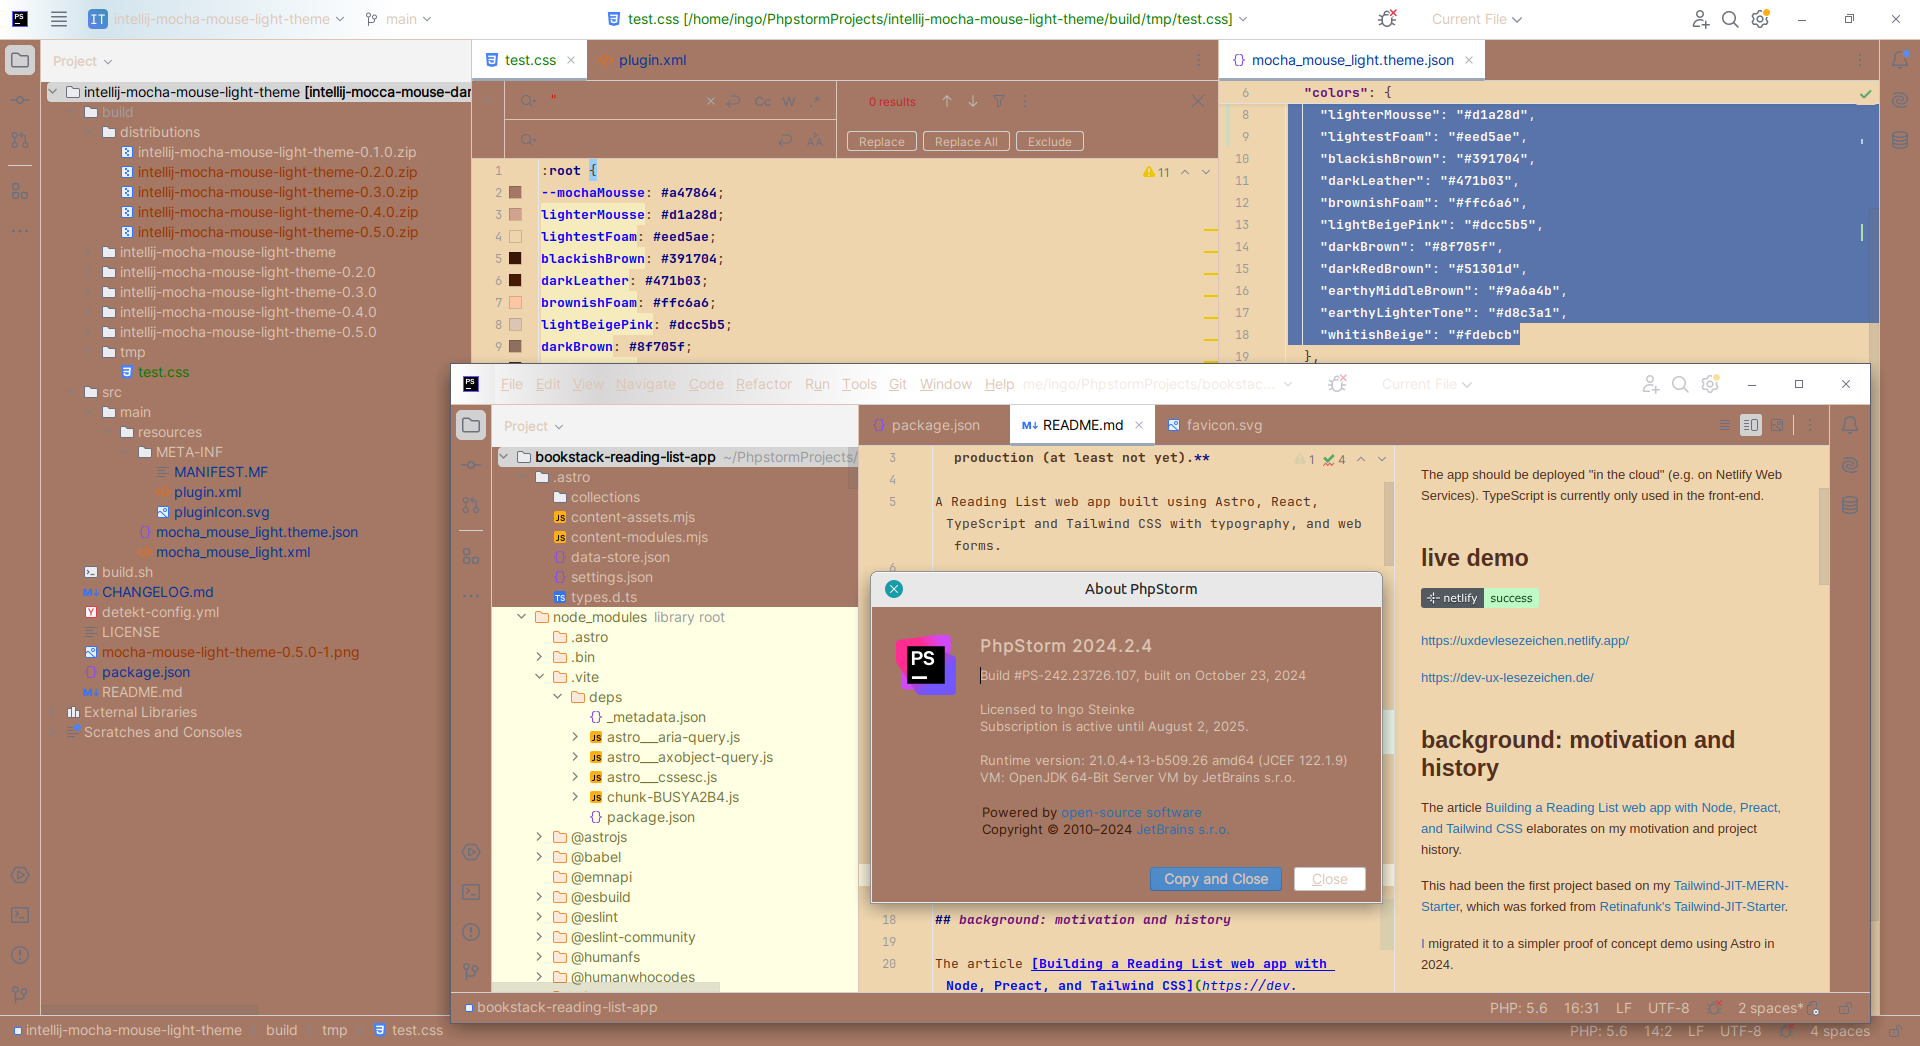 IT intellij-mocha-mouse-light-theme main
test.css [/home/ingo/PhpstormProjects/intellij-mocha-mouse-light-theme/build/tmp/test.css]
Current File
Project
intellij-mocha-mouse-light-theme [intellij-mocca-mouse-dar
build
distributions
intellij-mocha-mouse-light-theme-0.1.0.zip
intellij-mocha-mouse-light-theme-0.2.0.zip
intellij-mocha-mouse-light-theme-0.3.0.zip
intellij-mocha-mouse-light-theme-0.4.0.zip
intellij-mocha-mouse-light-theme-0.5.0.zip
intellij-mocha-mouse-light-theme
intellij-mocha-mouse-light-theme-0.2.0
intellij-mocha-mouse-light-theme-0.3.0
intellij-mocha-mouse-light-theme-0.4.0
intellij-mocha-mouse-light-theme-0.5.0
tmp
test.css
src
main
resources
META-INF
MANIFEST.MF
plugin.xml
pluginIcon.svg
mocha_mouse_light.theme.json
mocha_mouse_light.xml
build.sh
CHANGELOG.md
detekt-config.yml
LICENSE
mocha-mouse-light-theme-0.5.0-1.png
package.json
README.md
External Libraries
Scratches and Consoles
test.css
plugin.xml
" Cc W .*
0 results
Replace Replace All Exclude
11
1 :root {
2 --mochaMousse: #a47864;
3 lighterMousse: #d1a28d;
4 lightestFoam: #eed5ae;
5 blackishBrown: #391704;
6 darkLeather: #471b03;
7 brownishFoam: #ffc6a6;
8 lightBeigePink: #dcc5b5;
9 darkBrown: #8f705f;
mocha_mouse_light.theme.json
6 "colors": {
8 "lighterMousse": "#d1a28d",
9 "lightestFoam": "#eed5ae",
10 "blackishBrown": "#391704",
11 "darkLeather": "#471b03",
12 "brownishFoam": "#ffc6a6",
13 "lightBeigePink": "#dcc5b5",
14 "darkBrown": "#8f705f",
15 "darkRedBrown": "#51301d",
16 "earthyMiddleBrown": "#9a6a4b",
17 "earthyLighterTone": "#d8c3a1",
18 "whitishBeige": "#fdebcb"
19 },
File Edit View Navigate Code Refactor Run Tools Git Window Help me/ingo/PhpstormProjects/bookstac... Current File
Project
bookstack-reading-list-app ~/PhpstormProjects/
.astro
collections
content-assets.mjs
content-modules.mjs
data-store.json
settings.json
types.d.ts
node_modules library root
.astro
.bin
.vite
deps
_metadata.json
astro___aria-query.js
astro___axobject-query.js
astro___cssesc.js
chunk-BUSYA2B4.js
package.json
@astrojs
@babel
@emnapi
@esbuild
@eslint
@eslint-community
@humanfs
@humanwhocodes
package.json
README.md
favicon.svg
1 4
3 production (at least not yet).**
4
5 A Reading List web app built using Astro, React,
TypeScript and Tailwind CSS with typography, and web
forms.
6
18 ## background: motivation and history
19
20 The article [Building a Reading List web app with
Node, Preact, and Tailwind CSS](https://dev.
The app should be deployed "in the cloud" (e.g. on Netlify Web
Services). TypeScript is currently only used in the front-end.
live demo
netlify success
https://uxdevlesezeichen.netlify.app/
https://dev-ux-lesezeichen.de/
background: motivation and
history
The article Building a Reading List web app with Node, Preact,
and Tailwind CSS elaborates on my motivation and project
history.
This had been the first project based on my Tailwind-JIT-MERN-
Starter, which was forked from Retinafunk's Tailwind-JIT-Starter.
I migrated it to a simpler proof of concept demo using Astro in
2024.
About PhpStorm
PS
PhpStorm 2024.2.4
Build #PS-242.23726.107, built on October 23, 2024
Licensed to Ingo Steinke
Subscription is active until August 2, 2025.
Runtime version: 21.0.4+13-b509.26 amd64 (JCEF 122.1.9)
VM: OpenJDK 64-Bit Server VM by JetBrains s.r.o.
Powered by open-source software
Copyright © 2010–2024 JetBrains s.r.o.
Copy and Close Close
bookstack-reading-list-app
PHP: 5.6 16:31 LF UTF-8 2 spaces*
intellij-mocha-mouse-light-theme build tmp test.css
PHP: 5.6 14:2 LF UTF-8 4 spaces